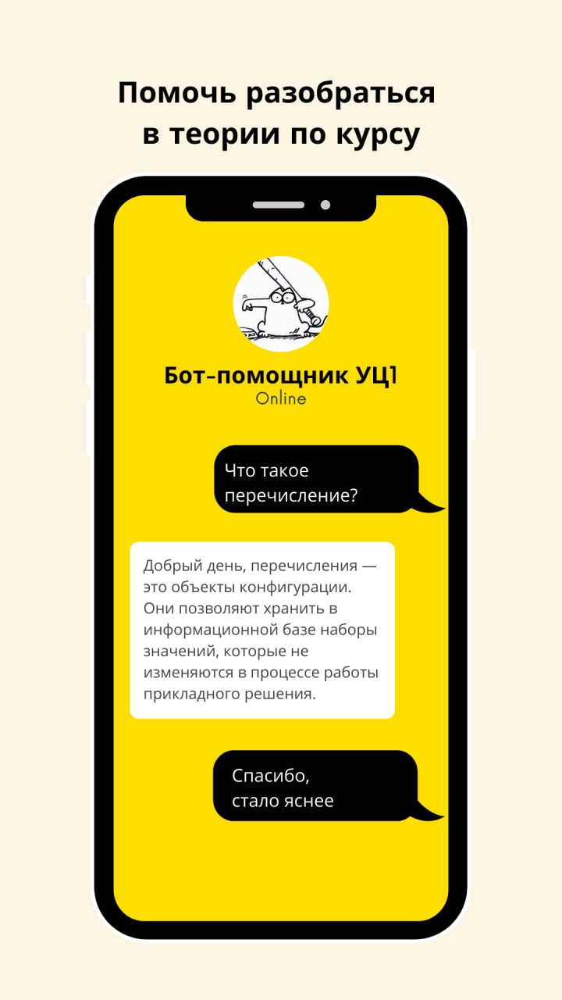 Помочь разобраться
в теории по курсу
Бот-помощник УЦ1
Online
Что такое
перечисление?
Добрый день, перечисления —
это объекты конфигурации.
Они позволяют хранить в
информационной базе наборы
значений, которые не
изменяются в процессе работы
прикладного решения.
Спасибо,
стало яснее